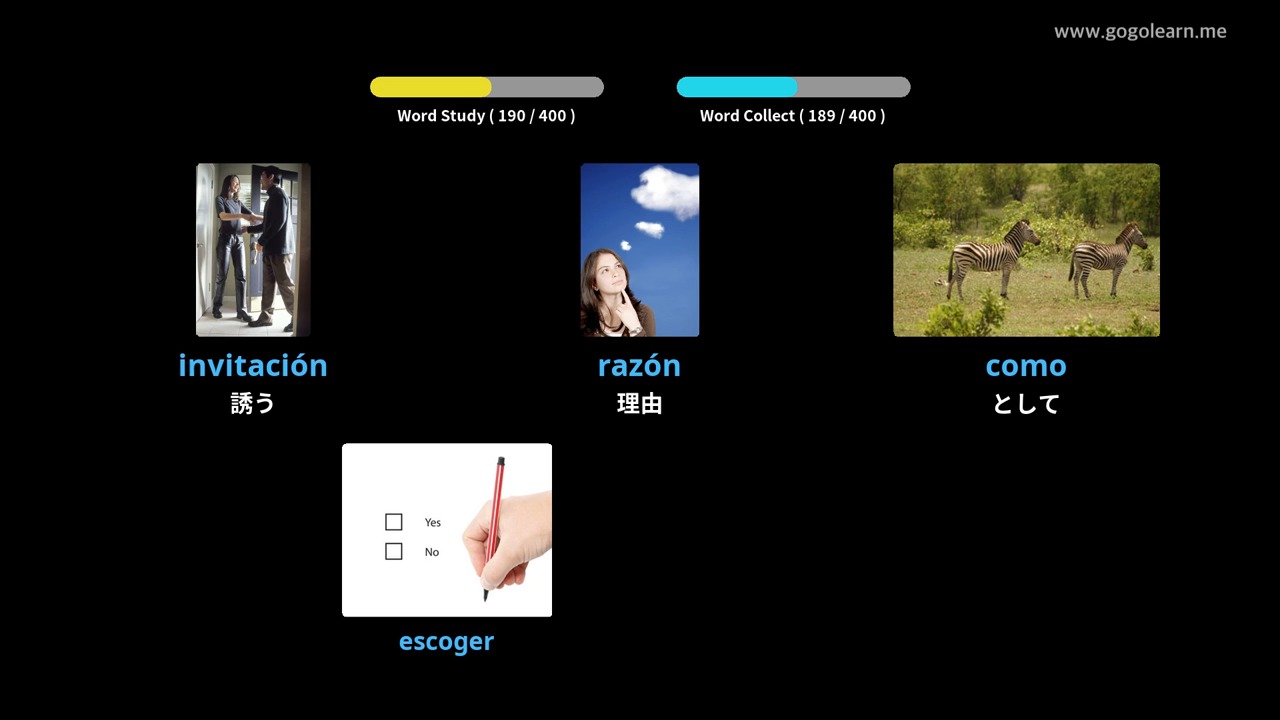 www.gogolearn.me
Word Study ( 190 / 400 )
Word Collect ( 189 / 400 )
invitación
誘う
razón
理由
como
として
Yes
No
escoger